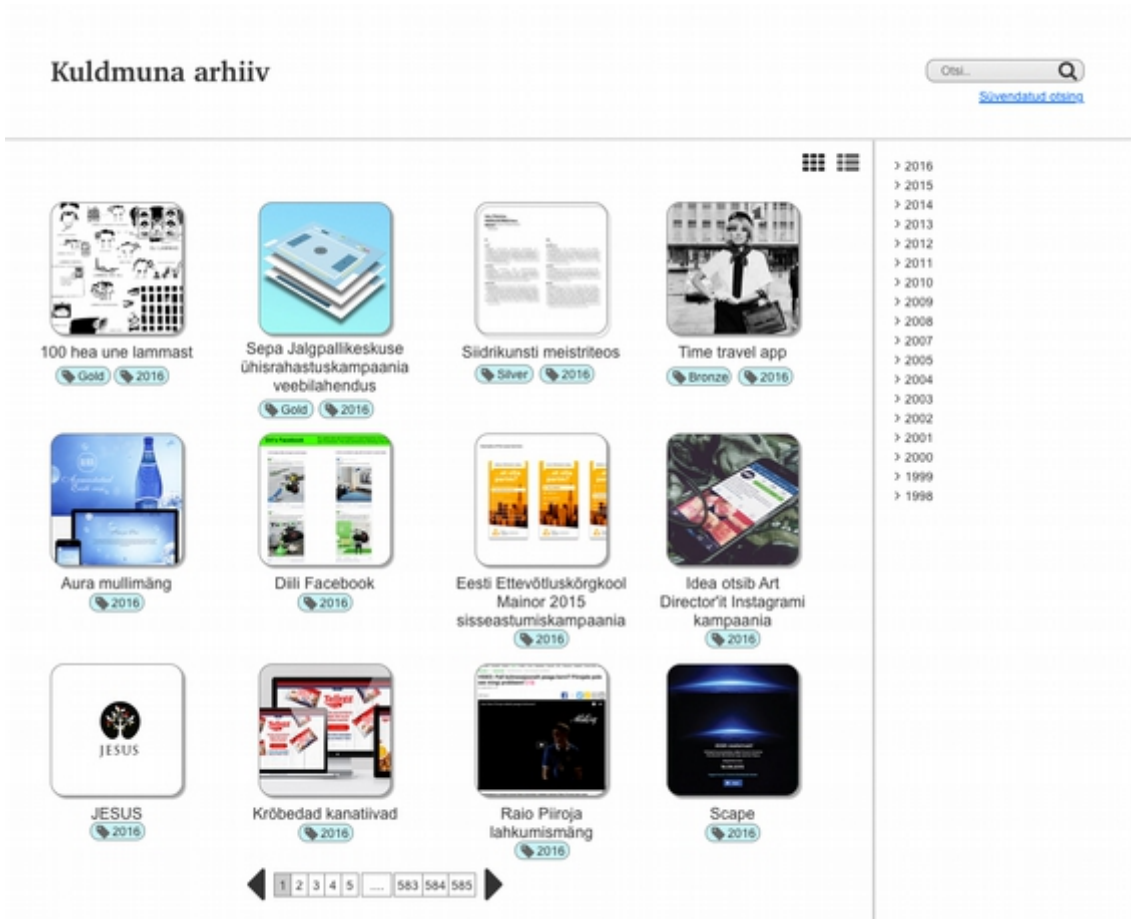 Kuldmuna arhiiv
Otsi..
Süvendatud otsing
100 hea une lammast
Gold 2016
Sepa Jalgpallikeskuse
ühisrahastuskampaania
veebilahendus
Gold 2016
Siidrikunsti meistriteos
Silver 2016
Time travel app
Bronze 2016
Aura mullimäng
2016
Diili Facebook
2016
Eesti Ettevõtluskõrgkool
Mainor 2015
sisseastumiskampaania
2016
Idea otsib Art
Director'it Instagrami
kampaania
2016
JESUS
JESUS
2016
Krõbedad kanatiivad
2016
Raio Piiroja
lahkumismäng
2016
Scape
2016
1 2 3 4 5 .... 583 584 585
> 2016
> 2015
> 2014
> 2013
> 2012
> 2011
> 2010
> 2009
> 2008
> 2007
> 2005
> 2004
> 2003
> 2002
> 2001
> 2000
> 1999
> 1998